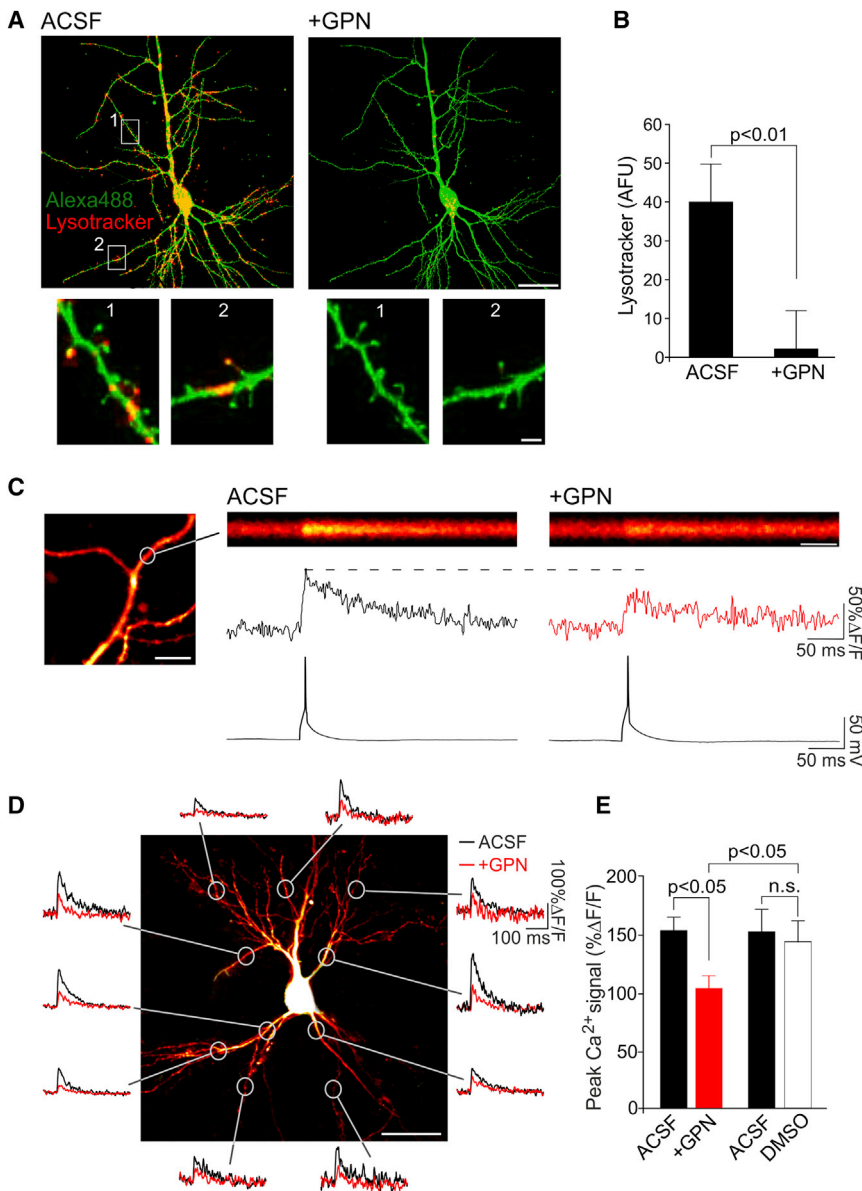 A
ACSF
+GPN
1
2
Alexa488
Lysotracker
1
2
1
2
B
Lysotracker (AFU)
60
50
40
30
20
10
0
p<0.01
ACSF
+GPN
C
ACSF
+GPN
50%ΔF/F
50 ms
50 mV
50 ms
50 ms
D
ACSF
+GPN
100%ΔF/F
100 ms
E
Peak Ca2+ signal (%ΔF/F)
200
150
100
50
0
p<0.05
p<0.05
n.s.
ACSF
+GPN
ACSF
DMSO